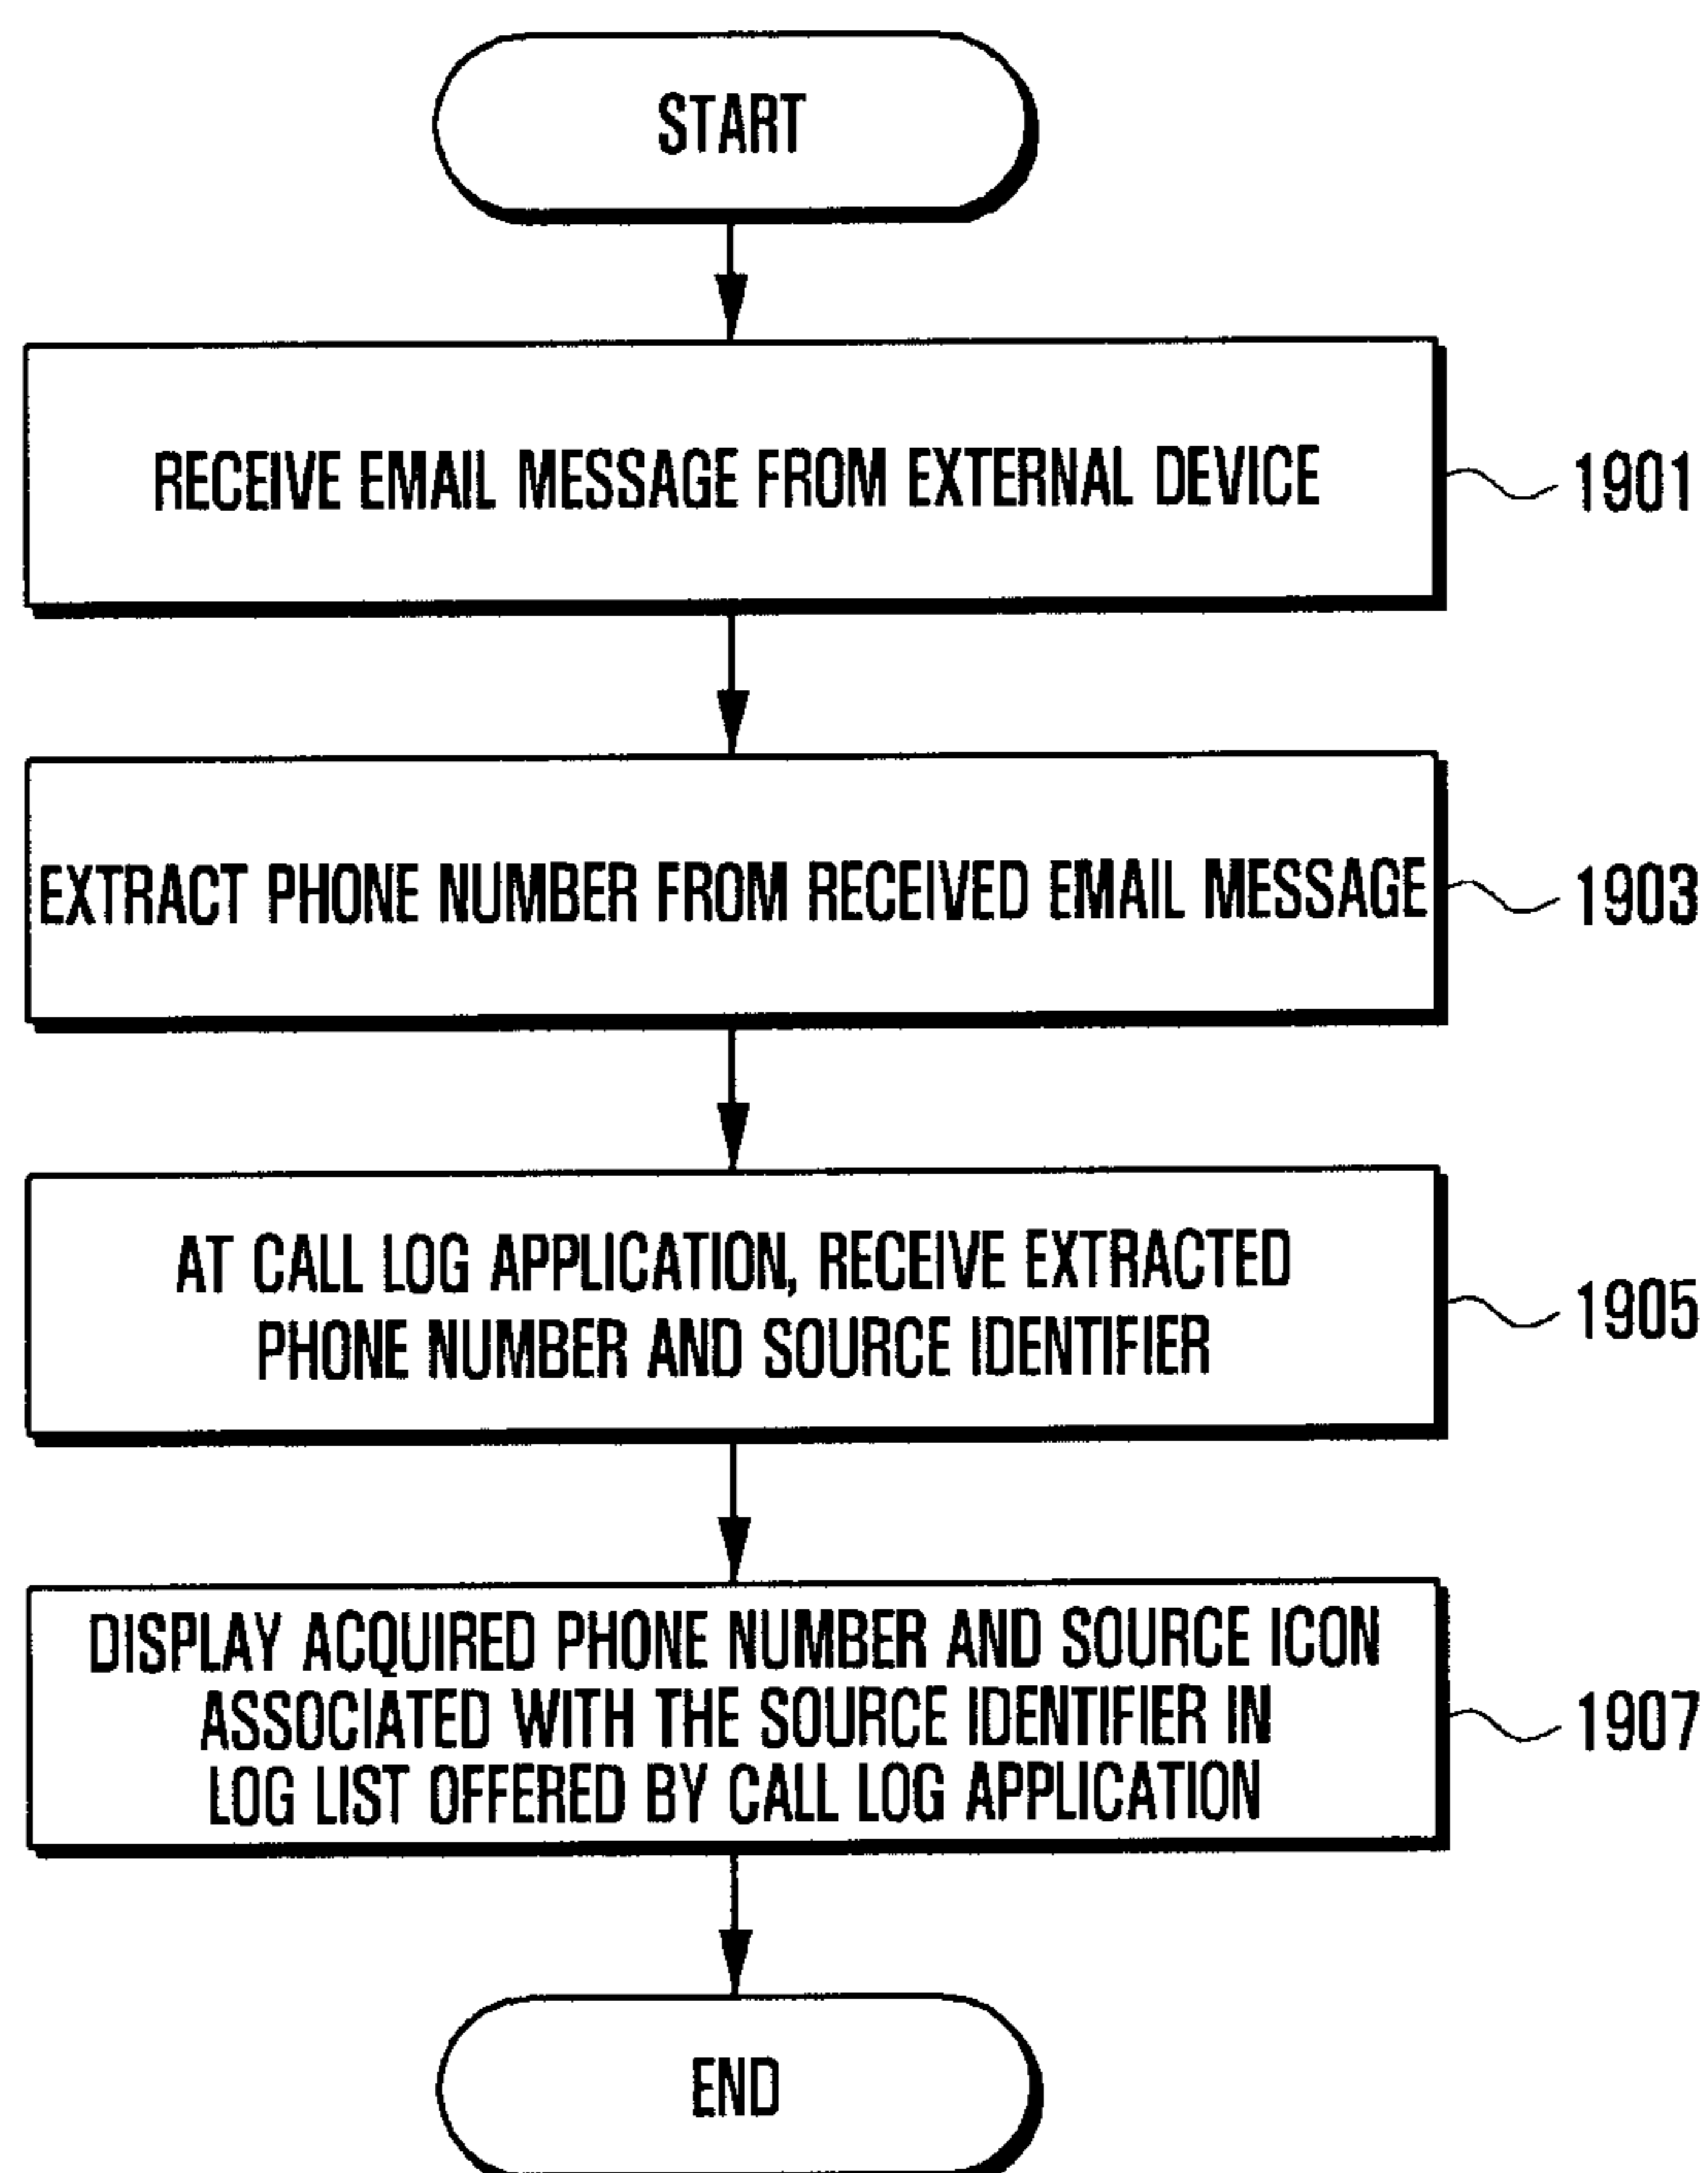 START
RECEIVE EMAIL MESSAGE FROM EXTERNAL DEVICE
1901
EXTRACT PHONE NUMBER FROM RECEIVED EMAIL MESSAGE
1903
AT CALL LOG APPLICATION, RECEIVE EXTRACTED
PHONE NUMBER AND SOURCE IDENTIFIER
1905
DISPLAY ACQUIRED PHONE NUMBER AND SOURCE ICON
ASSOCIATED WITH THE SOURCE IDENTIFIER IN
LOG LIST OFFERED BY CALL LOG APPLICATION
1907
END